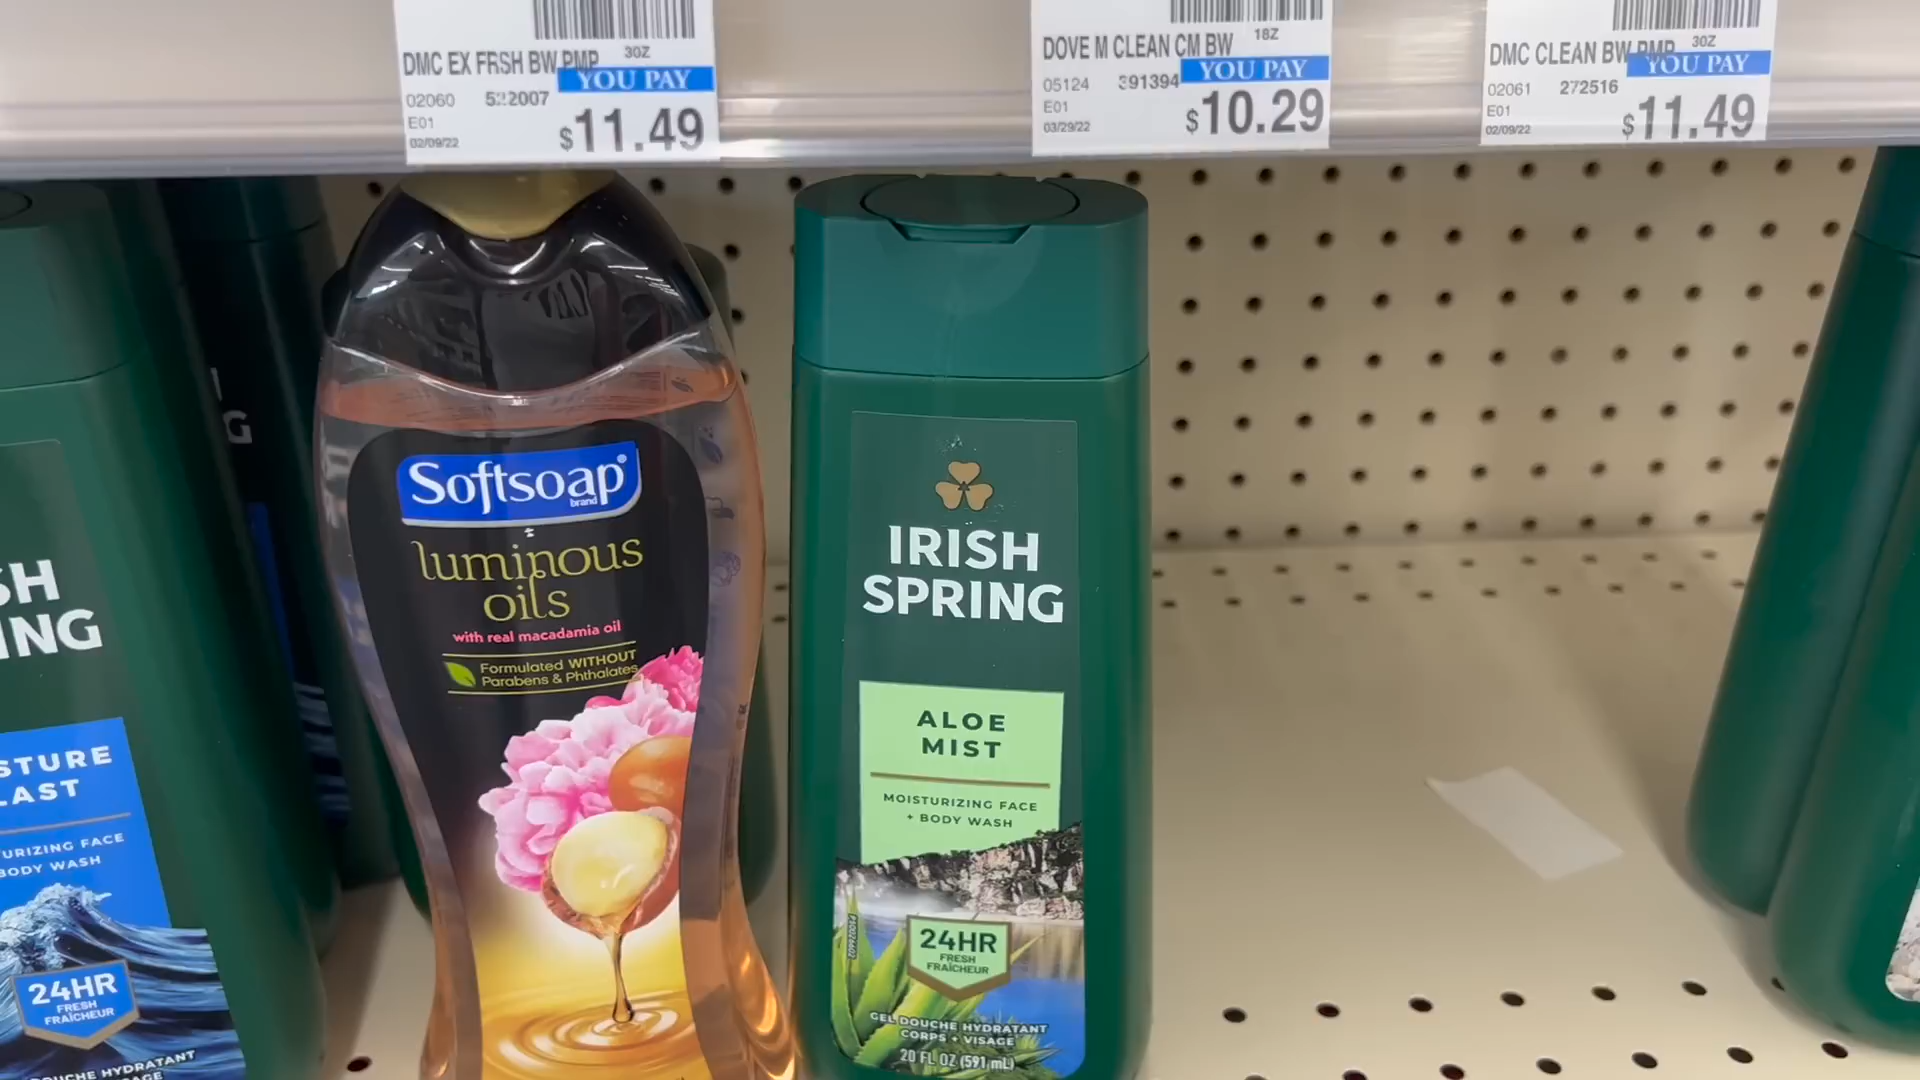 DMC EX FRSH BW PMP 30Z
YOU PAY
02060
E01
02/09/22
$11.49
DOVE M CLEAN CM BW 18Z
05124 391394 YOU PAY
E01
03/29/22
$10.29
DMC CLEAN BW PMP 30Z
YOU PAY
02061 272516
E01
02/09/22
$11.49
SH
ING
STURE
LAST
URIZING FACE
BODY WASH
24HR
FRESH
FRAÎCHEUR
DOUCHE HYDRATANT
G
Softsoap®
brand
luminous
oils
with real macadamia oil
Formulated WITHOUT
Parabens & Phthalates
IRISH
SPRING
ALOE
MIST
MOISTURIZING FACE
+ BODY WASH
24HR
FRESH
FRAÎCHEUR
GEL DOUCHE HYDRATANT
CORPS + VISAGE
20 FL OZ (591 mL)